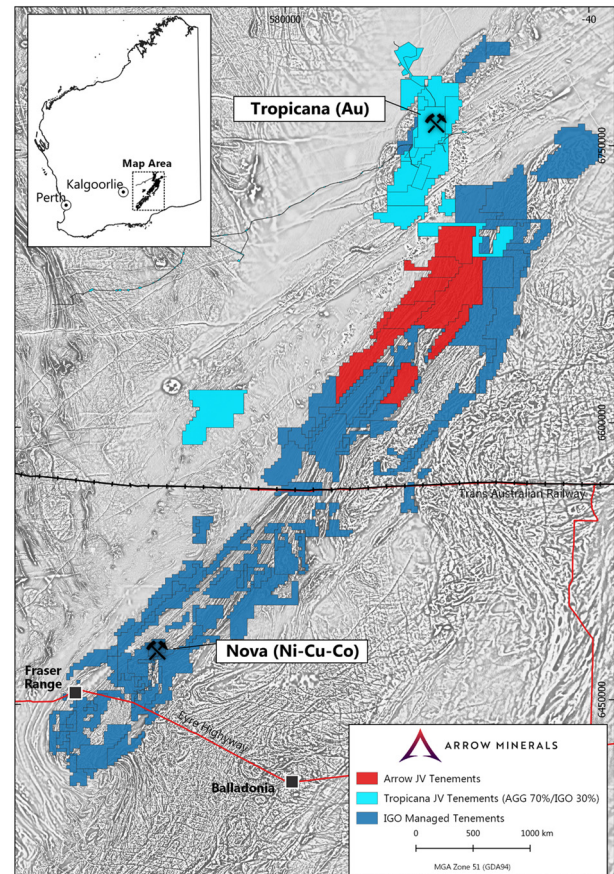 580000
-40
Tropicana (Au)
6750000
Map Area
Kalgoorlie
Perth
6600000
Trans Australian Railway
Nova (Ni-Cu-Co)
Fraser
Range
Eyre Highway
6450000
Balladonia
ARROW MINERALS
Arrow JV Tenements
Tropicana JV Tenements (AGG 70%/IGO 30%)
IGO Managed Tenements
0 500 1000 km
MGA Zone 51 (GDA94)